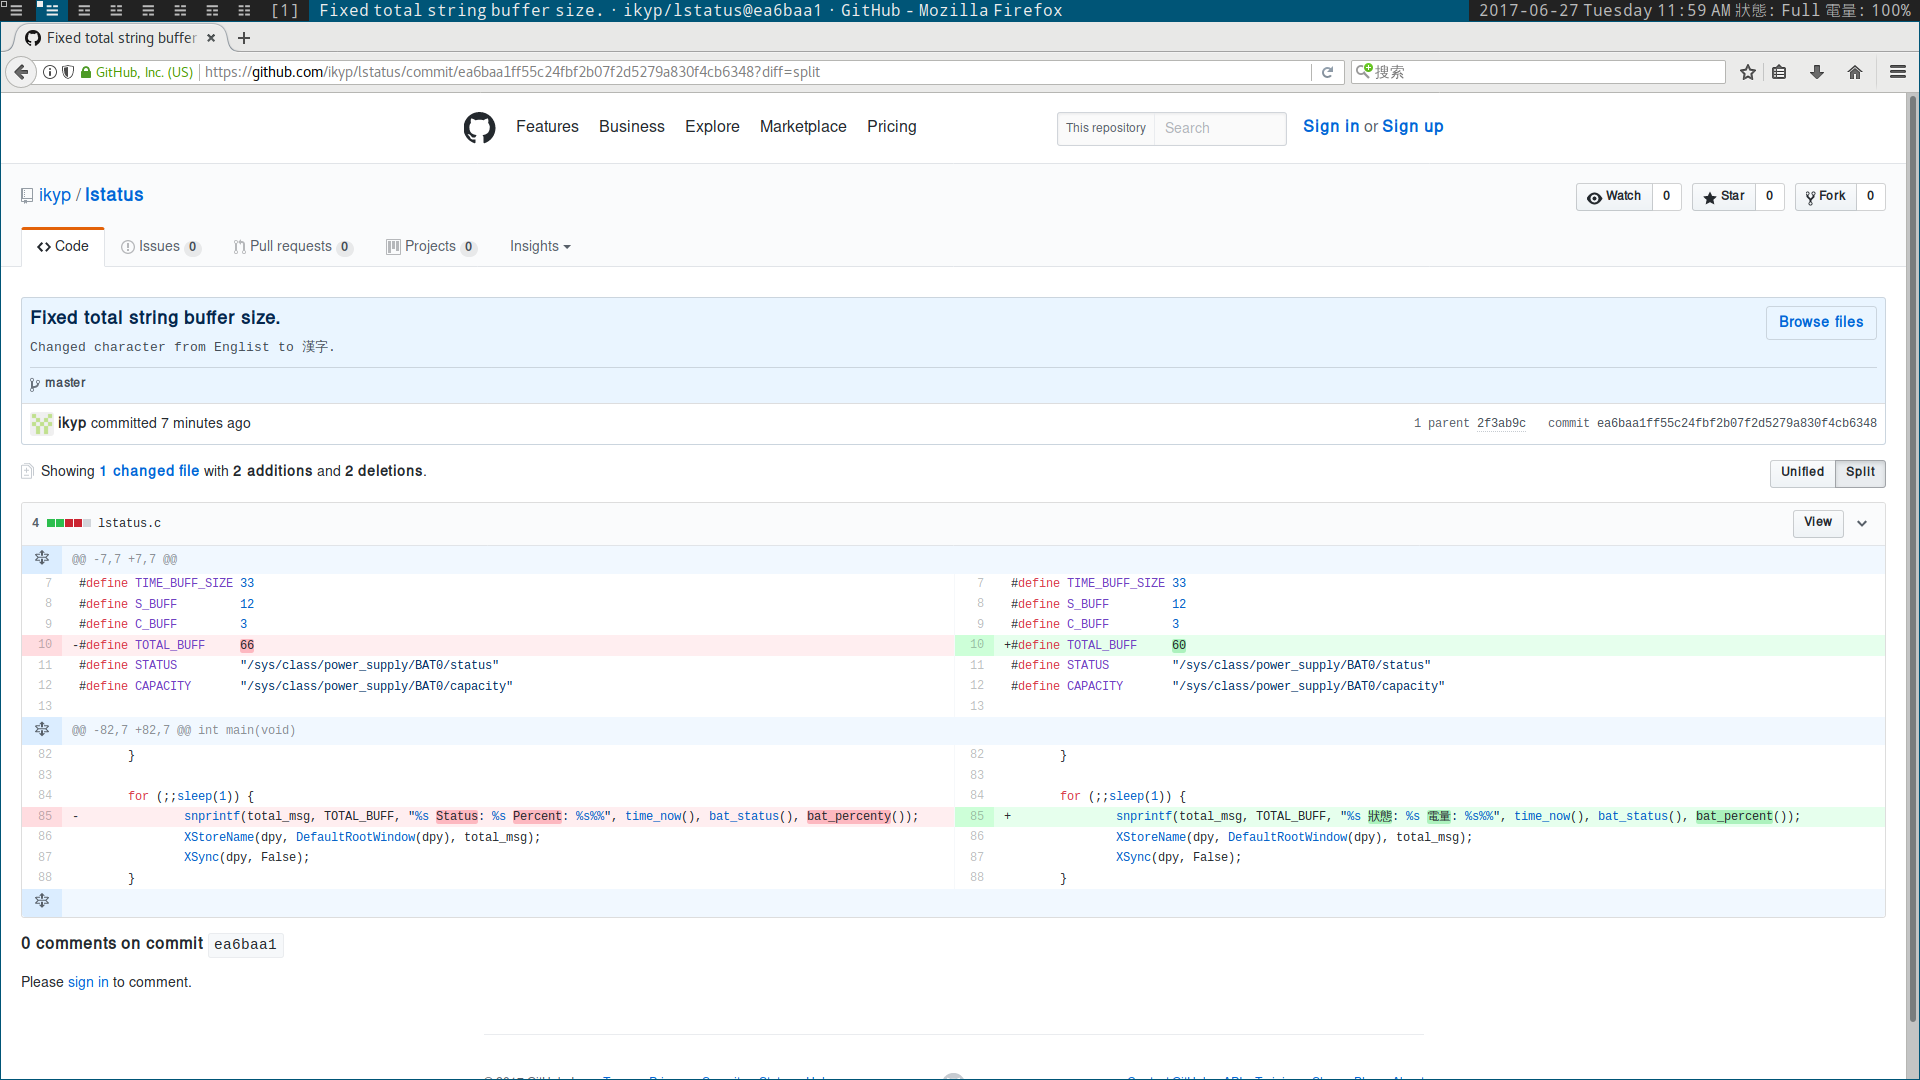 [1] Fixed total string buffer size. · ikyp/lstatus@ea6baa1 · GitHub - Mozilla Firefox 2017-06-27 Tuesday 11:59 AM 狀態: Full 電量: 100%
Fixed total string buffer
GitHub, Inc. (US) https://github.com/ikyp/lstatus/commit/ea6baa1ff55c24fbf2b07f2d5279a830f4cb6348?diff=split 搜索
Features Business Explore Marketplace Pricing This repository Search Sign in or Sign up
ikyp / lstatus Watch 0 Star 0 Fork 0
Code Issues 0 Pull requests 0 Projects 0 Insights
Fixed total string buffer size. Browse files
Changed character from Englist to 漢字.
master
ikyp committed 7 minutes ago 1 parent 2f3ab9c commit ea6baa1ff55c24fbf2b07f2d5279a830f4cb6348
Showing 1 changed file with 2 additions and 2 deletions. Unified Split
4 lstatus.c View
@@ -7,7 +7,7 @@
7 #define TIME_BUFF_SIZE 33 7 #define TIME_BUFF_SIZE 33
8 #define S_BUFF 12 8 #define S_BUFF 12
9 #define C_BUFF 3 9 #define C_BUFF 3
10 -#define TOTAL_BUFF 66 10 +#define TOTAL_BUFF 60
11 #define STATUS "/sys/class/power_supply/BAT0/status" 11 #define STATUS "/sys/class/power_supply/BAT0/status"
12 #define CAPACITY "/sys/class/power_supply/BAT0/capacity" 12 #define CAPACITY "/sys/class/power_supply/BAT0/capacity"
13 13
@@ -82,7 +82,7 @@ int main(void)
82 } 82 }
83 83
84 for (;;sleep(1)) { 84 for (;;sleep(1)) {
85 - snprintf(total_msg, TOTAL_BUFF, "%s Status: %s Percent: %s%%", time_now(), bat_status(), bat_percenty()); 85 + snprintf(total_msg, TOTAL_BUFF, "%s 狀態: %s 電量: %s%%", time_now(), bat_status(), bat_percent());
86 XStoreName(dpy, DefaultRootWindow(dpy), total_msg); 86 XStoreName(dpy, DefaultRootWindow(dpy), total_msg);
87 XSync(dpy, False); 87 XSync(dpy, False);
88 } 88 }
0 comments on commit ea6baa1
Please sign in to comment.